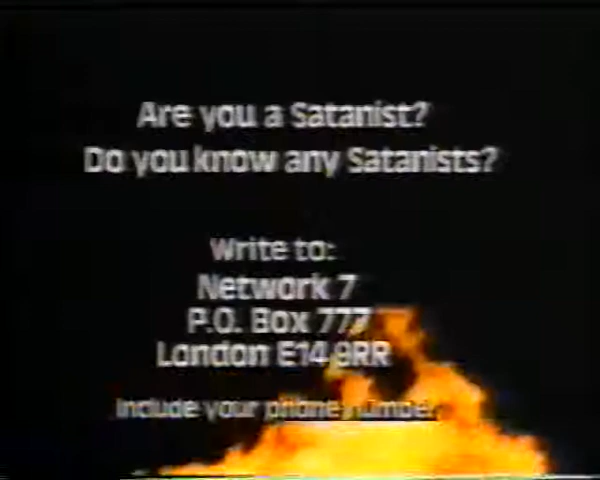 Are you a Satanist?
Do you know any Satanists?
Write to:
Network 7
P.O. Box 777
London E14 9RR
Include your phone number